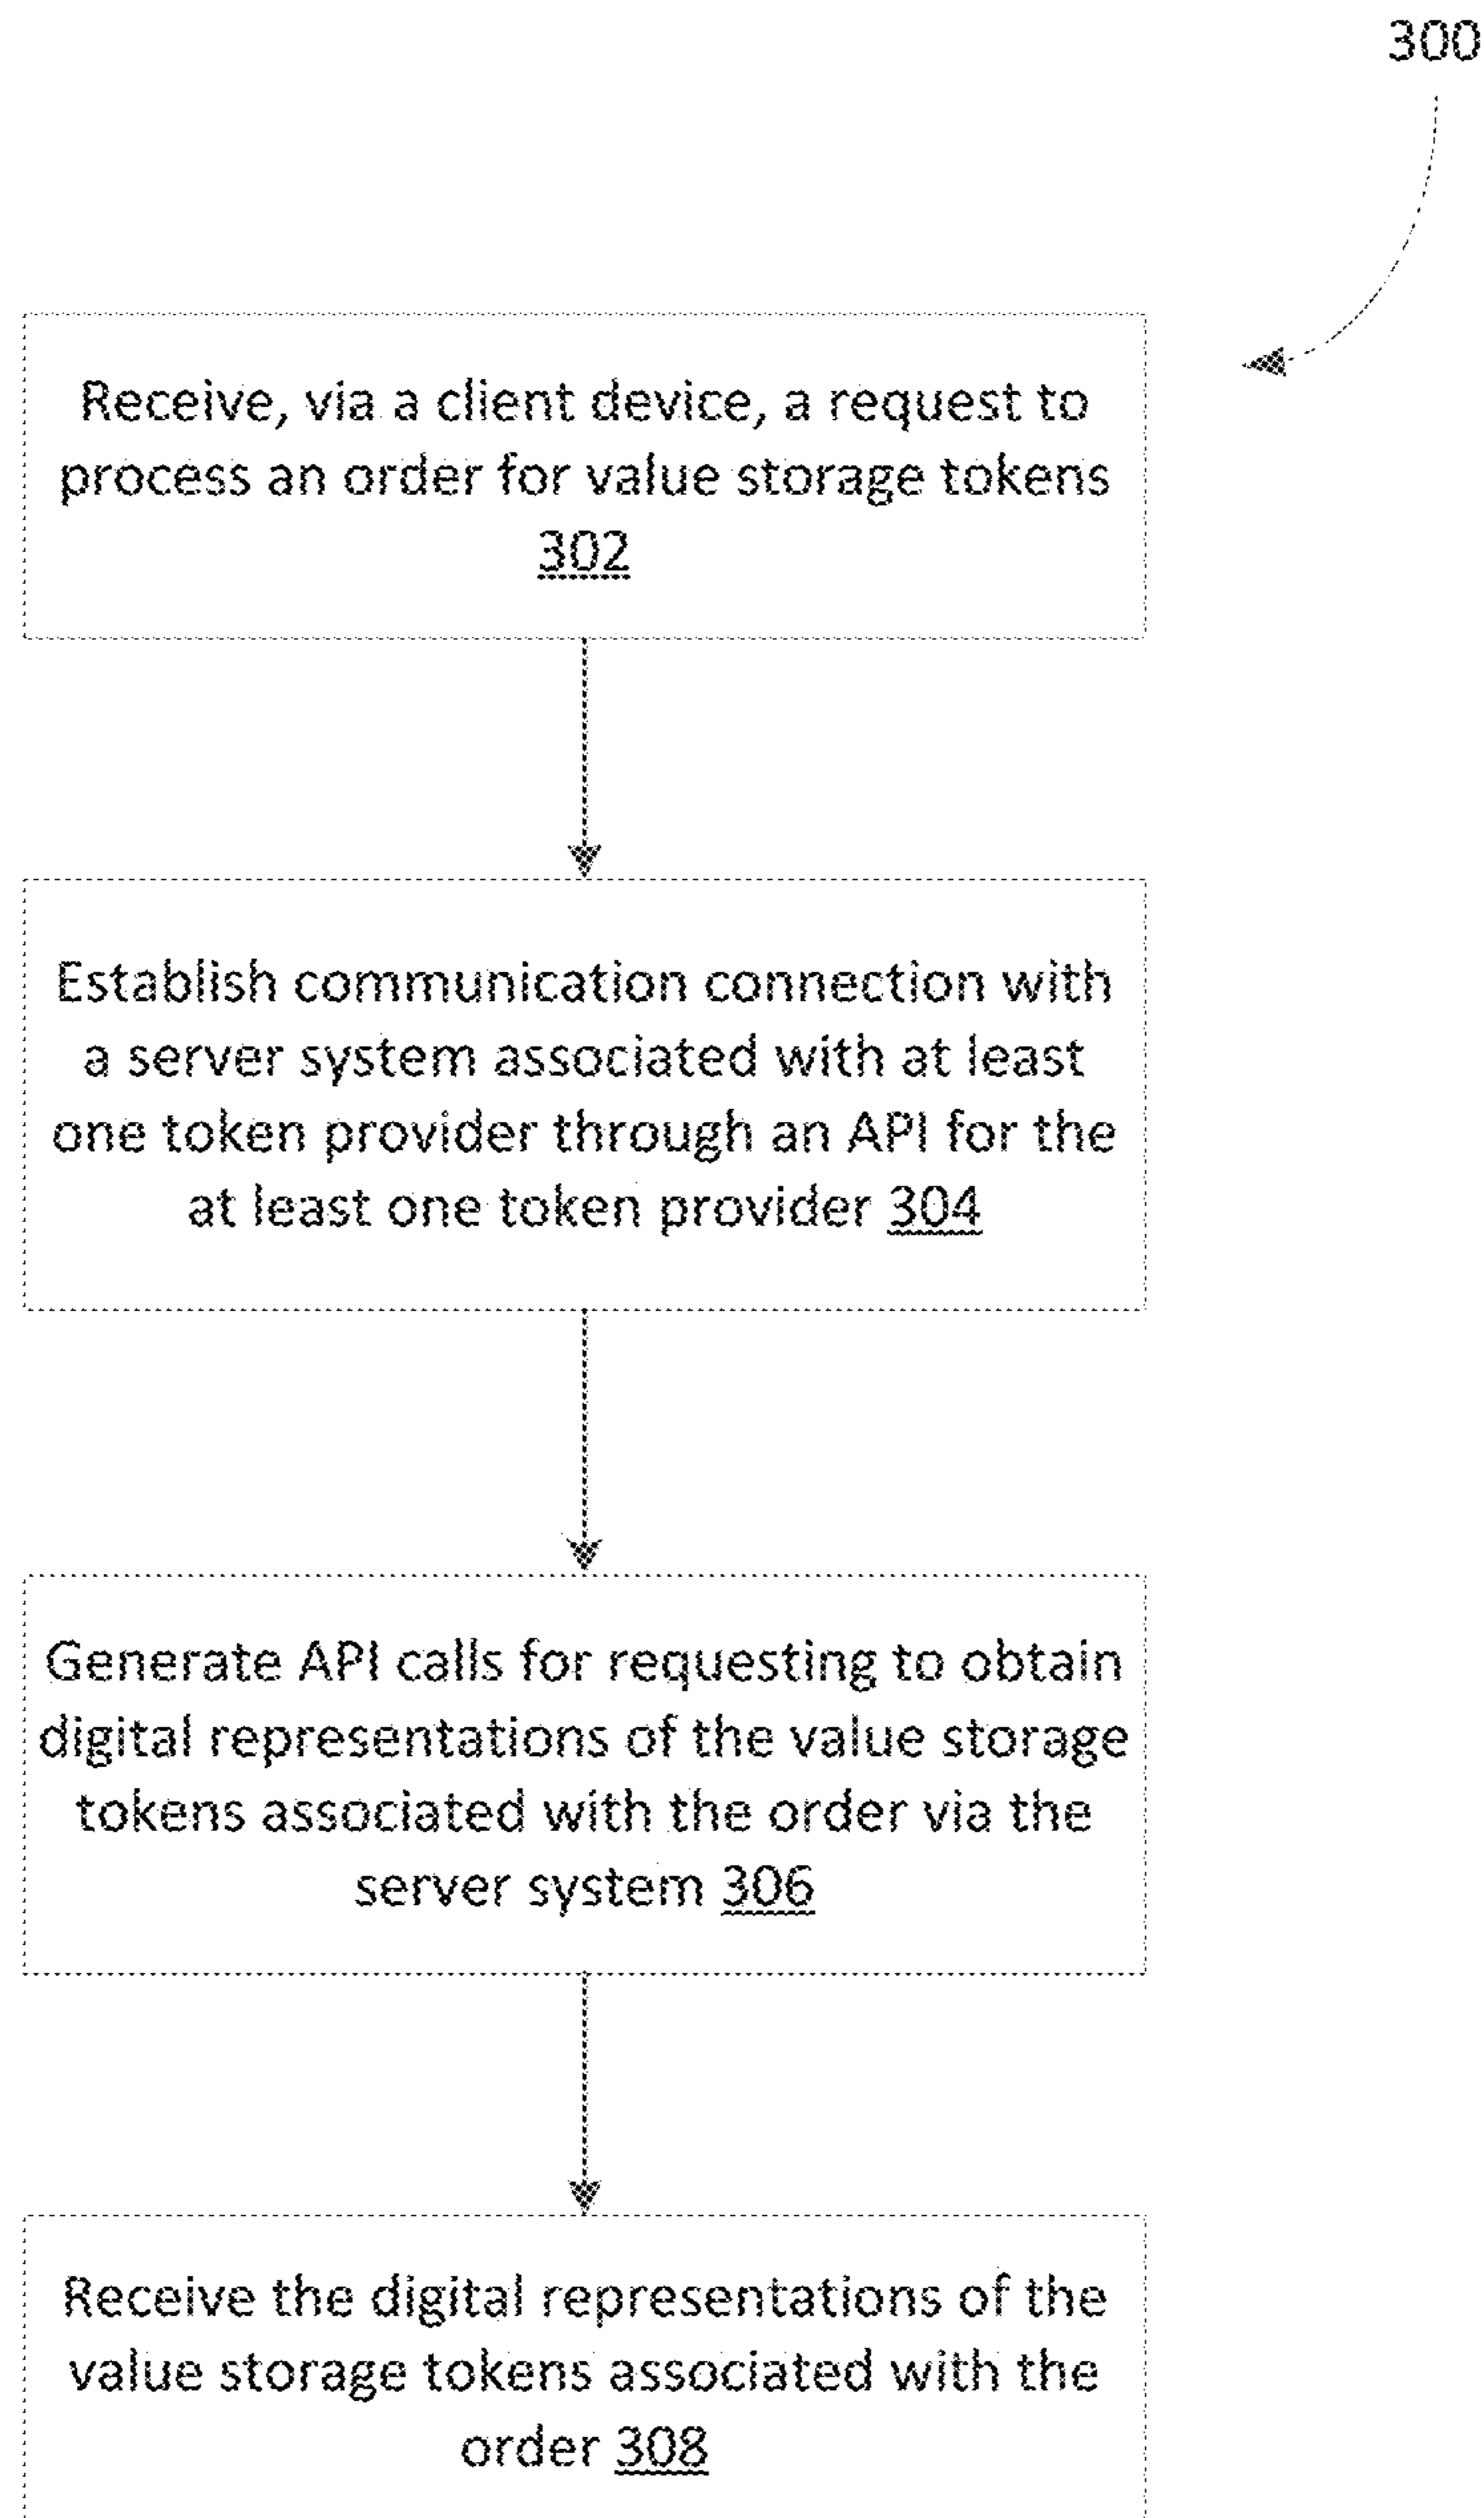 300
Receive, via a client device, a request to
process an order for value storage tokens
302
Establish communication connection with
a server system associated with at least
one token provider through an API for the
at least one token provider 304
Generate API calls for requesting to obtain
digital representations of the value storage
tokens associated with the order via the
server system 306
Receive the digital representations of the
value storage tokens associated with the
order 308